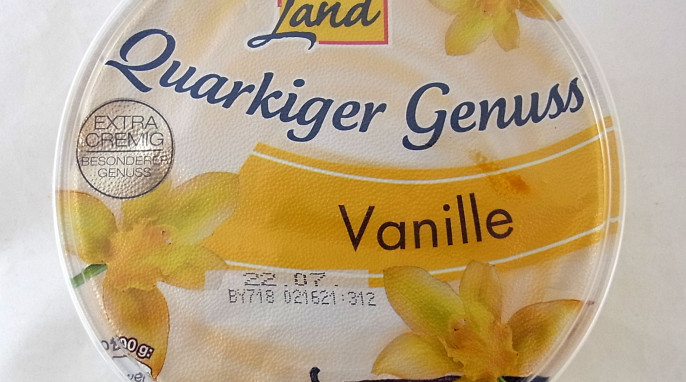 Land
Quarkiger Genuss
EXTRA
CREMIG
BESONDERER
GENUSS
Vanille
22.07.
BY718 021621:312